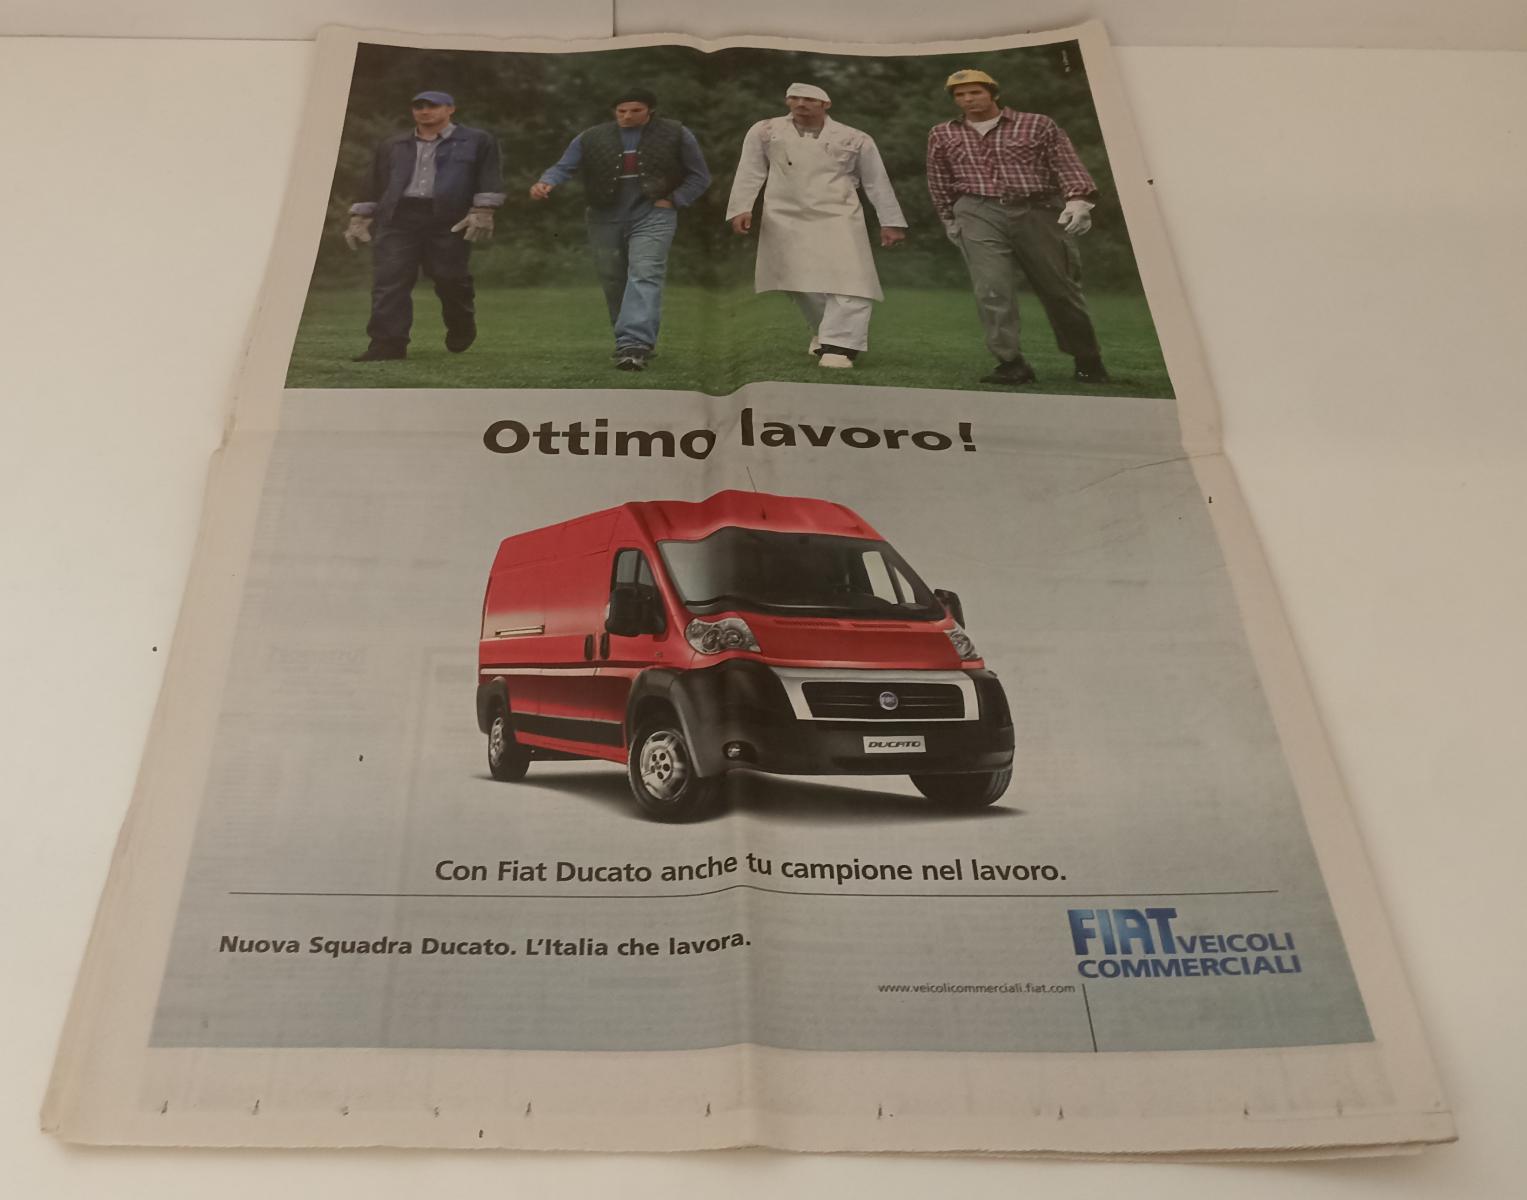 Ottimo lavoro!
DUCATO
Con Fiat Ducato anche tu campione nel lavoro.
Nuova Squadra Ducato. L'Italia che lavora.
FIAT VEICOLI
COMMERCIALI
www.veicolicommerciali.fiat.com